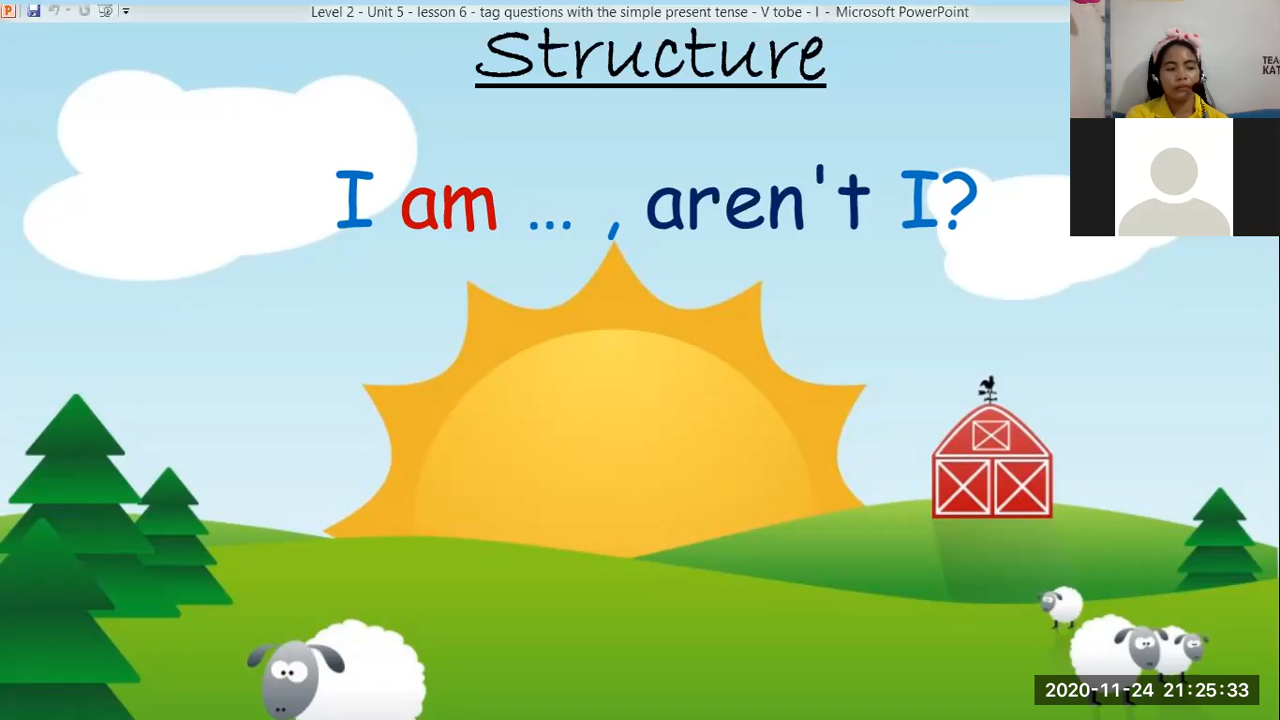 Level 2 - Unit 5 - lesson 6 - tag questions with the simple present tense - V tobe - I - Microsoft PowerPoint
Structure
I am ... , aren't I?
2020-11-24 21:25:33